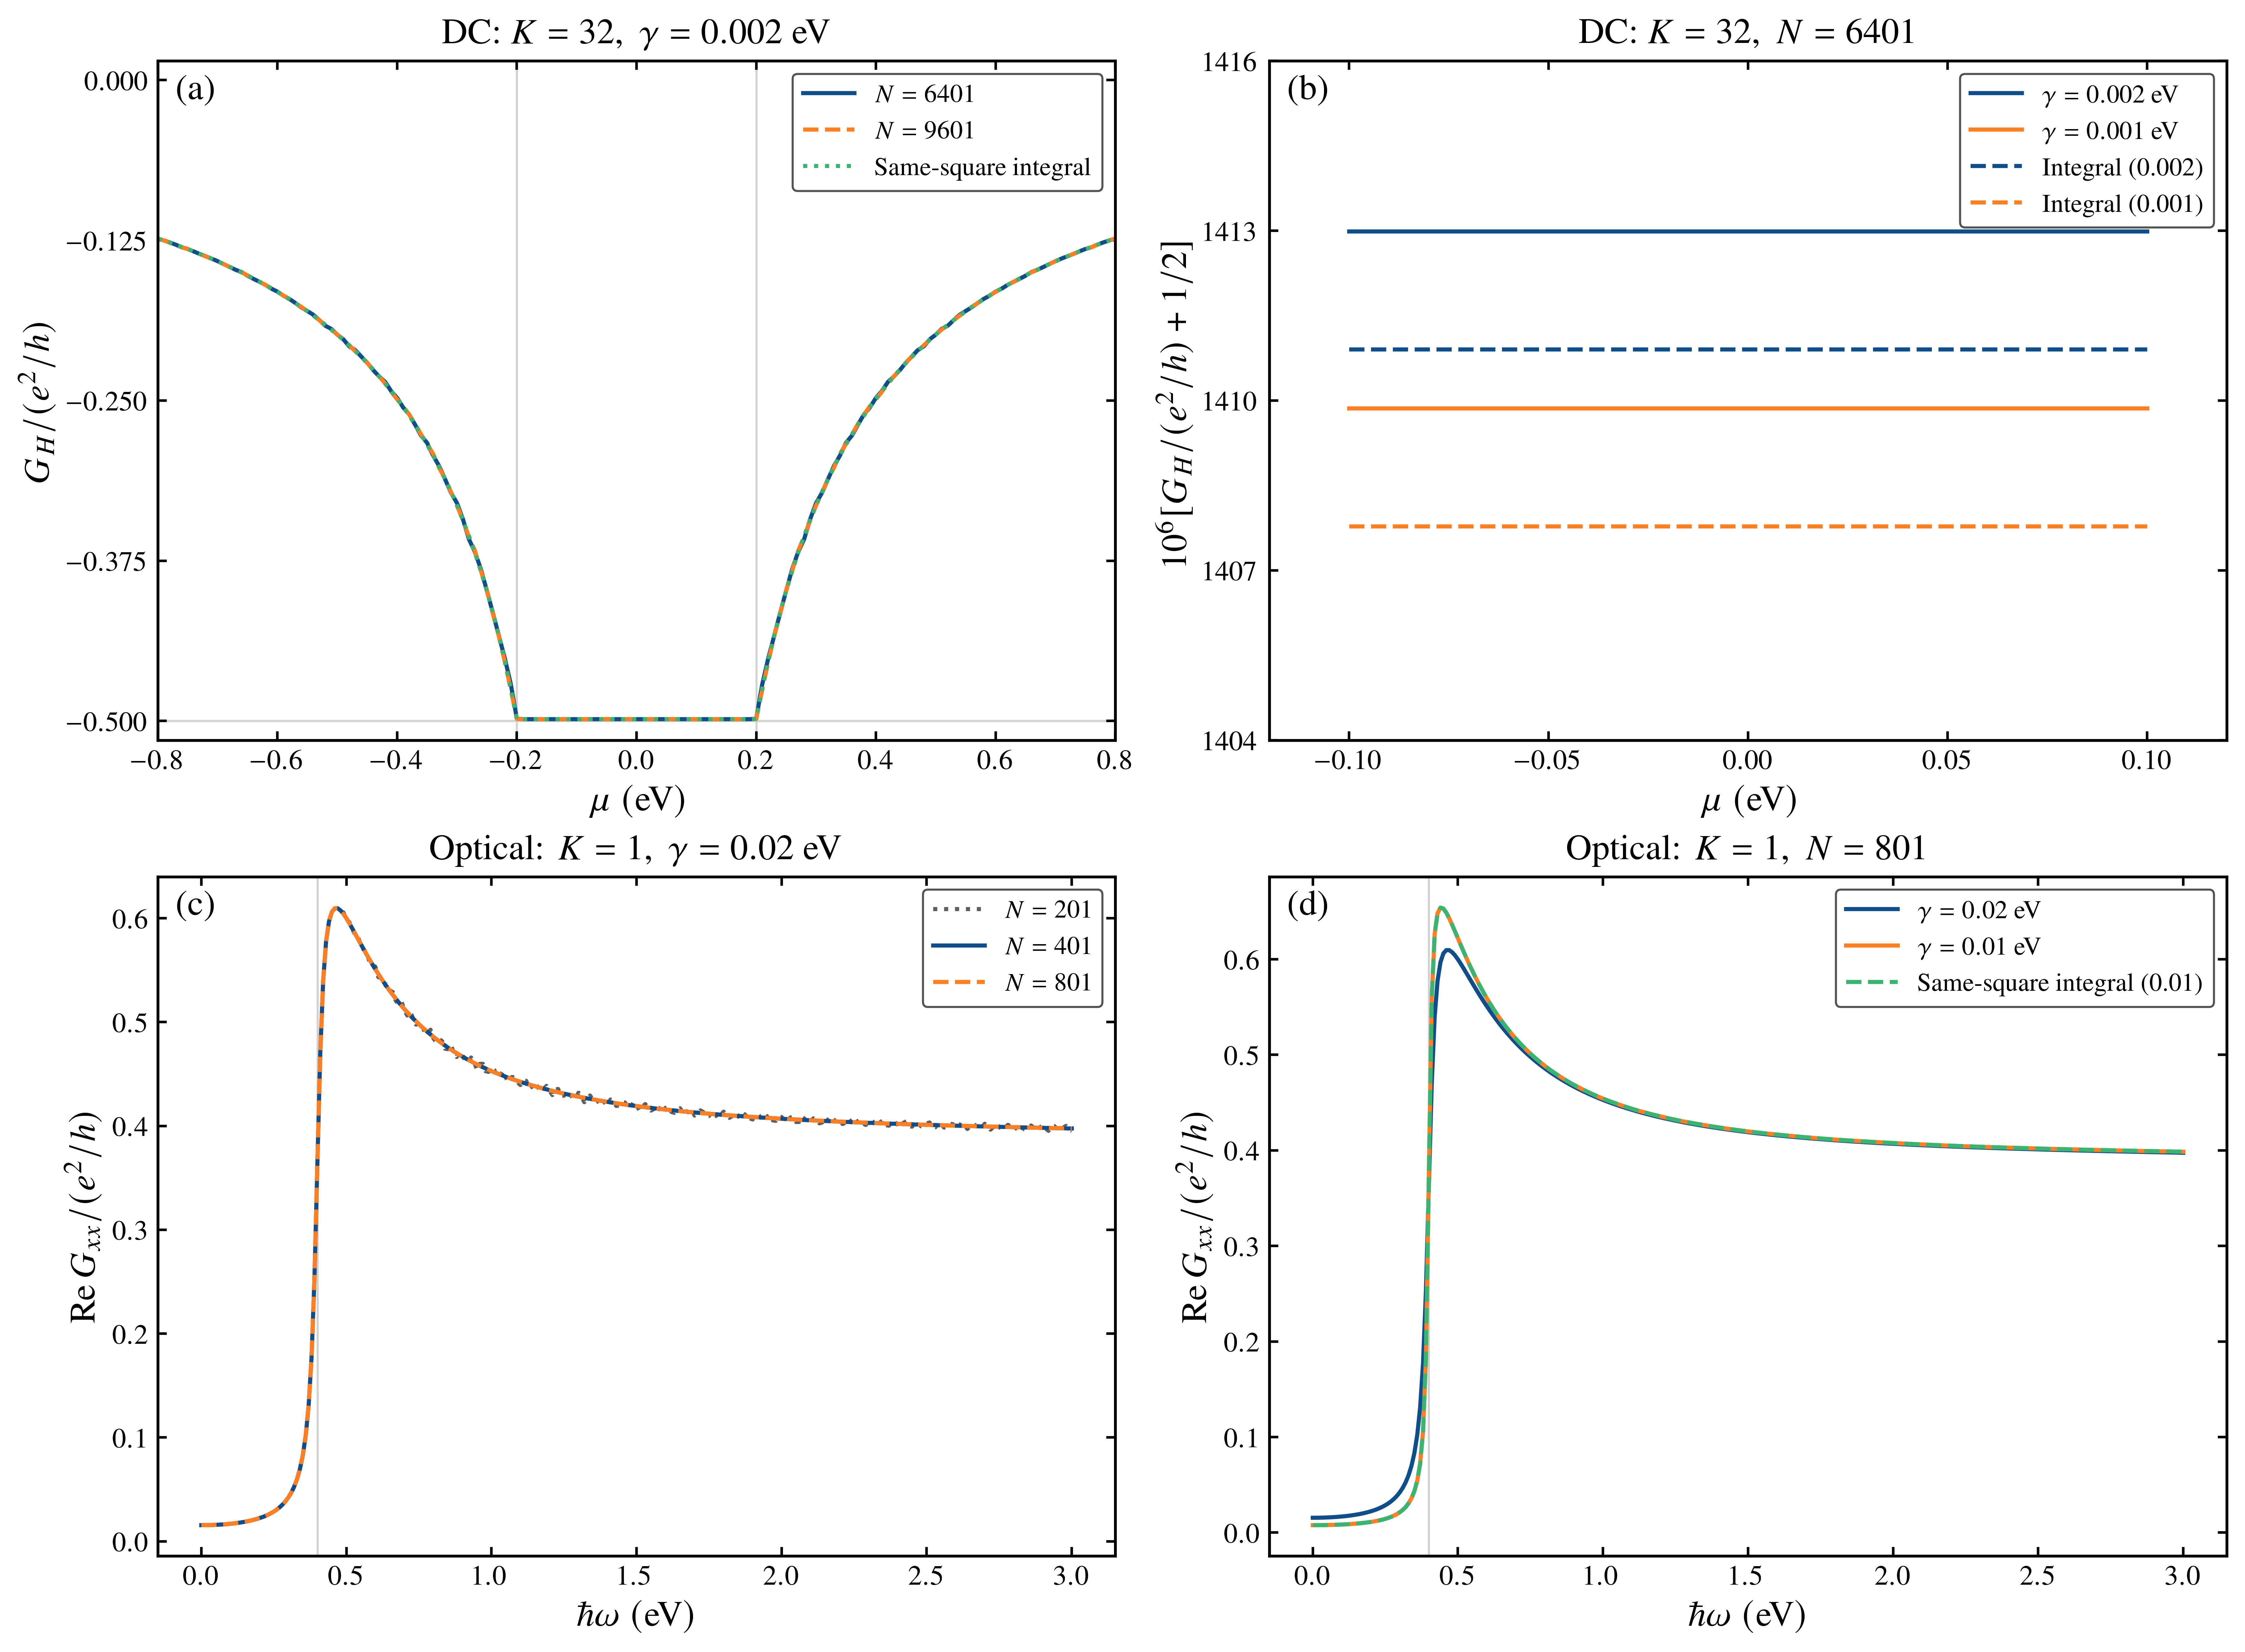 DC: K = 32, γ = 0.002 eV
(a)
N = 6401
N = 9601
Same-square integral
0.000
−0.125
−0.250
−0.375
−0.500
G_H/(e²/h)
−0.8 −0.6 −0.4 −0.2 0.0 0.2 0.4 0.6 0.8
μ (eV)
DC: K = 32, N = 6401
(b)
γ = 0.002 eV
γ = 0.001 eV
Integral (0.002)
Integral (0.001)
1416
1413
1410
1407
1404
10⁶[G_H/(e²/h) + 1/2]
−0.10 −0.05 0.00 0.05 0.10
μ (eV)
Optical: K = 1, γ = 0.02 eV
(c)
N = 201
N = 401
N = 801
0.6
0.5
0.4
0.3
0.2
0.1
0.0
Re G_xx/(e²/h)
0.0 0.5 1.0 1.5 2.0 2.5 3.0
ħω (eV)
Optical: K = 1, N = 801
(d)
γ = 0.02 eV
γ = 0.01 eV
Same-square integral (0.01)
0.6
0.5
0.4
0.3
0.2
0.1
0.0
Re G_xx/(e²/h)
0.0 0.5 1.0 1.5 2.0 2.5 3.0
ħω (eV)